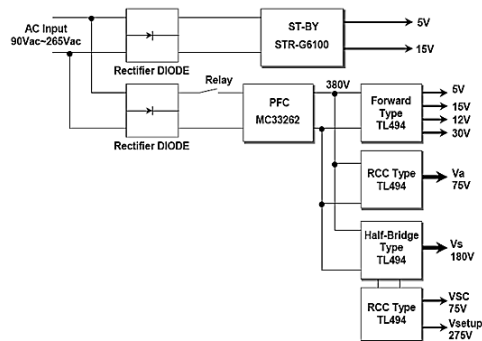 AC Input
90Vac~265Vac
Rectifier DIODE
ST-BY
STR-G6100
5V
15V
Relay
Rectifier DIODE
PFC
MC33262
380V
Forward
Type
TL494
5V
15V
12V
30V
RCC Type
TL494
Va
75V
Half-Bridge
Type
TL494
Vs
180V
RCC Type
TL494
VSC
75V
Vsetup
275V